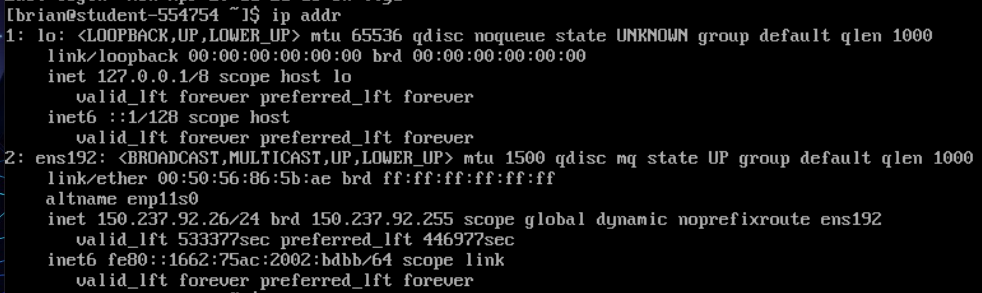 [brian@student-554754 ~]$ ip addr
1: lo: <LOOPBACK,UP,LOWER_UP> mtu 65536 qdisc noqueue state UNKNOWN group default qlen 1000
    link/loopback 00:00:00:00:00:00 brd 00:00:00:00:00:00
    inet 127.0.0.1/8 scope host lo
       valid_lft forever preferred_lft forever
    inet6 ::1/128 scope host
       valid_lft forever preferred_lft forever
2: ens192: <BROADCAST,MULTICAST,UP,LOWER_UP> mtu 1500 qdisc mq state UP group default qlen 1000
    link/ether 00:50:56:86:5b:ae brd ff:ff:ff:ff:ff:ff
    altname enp11s0
    inet 150.237.92.26/24 brd 150.237.92.255 scope global dynamic noprefixroute ens192
       valid_lft 533377sec preferred_lft 446977sec
    inet6 fe80::1662:75ac:2002:bdbb/64 scope link
       valid_lft forever preferred_lft forever